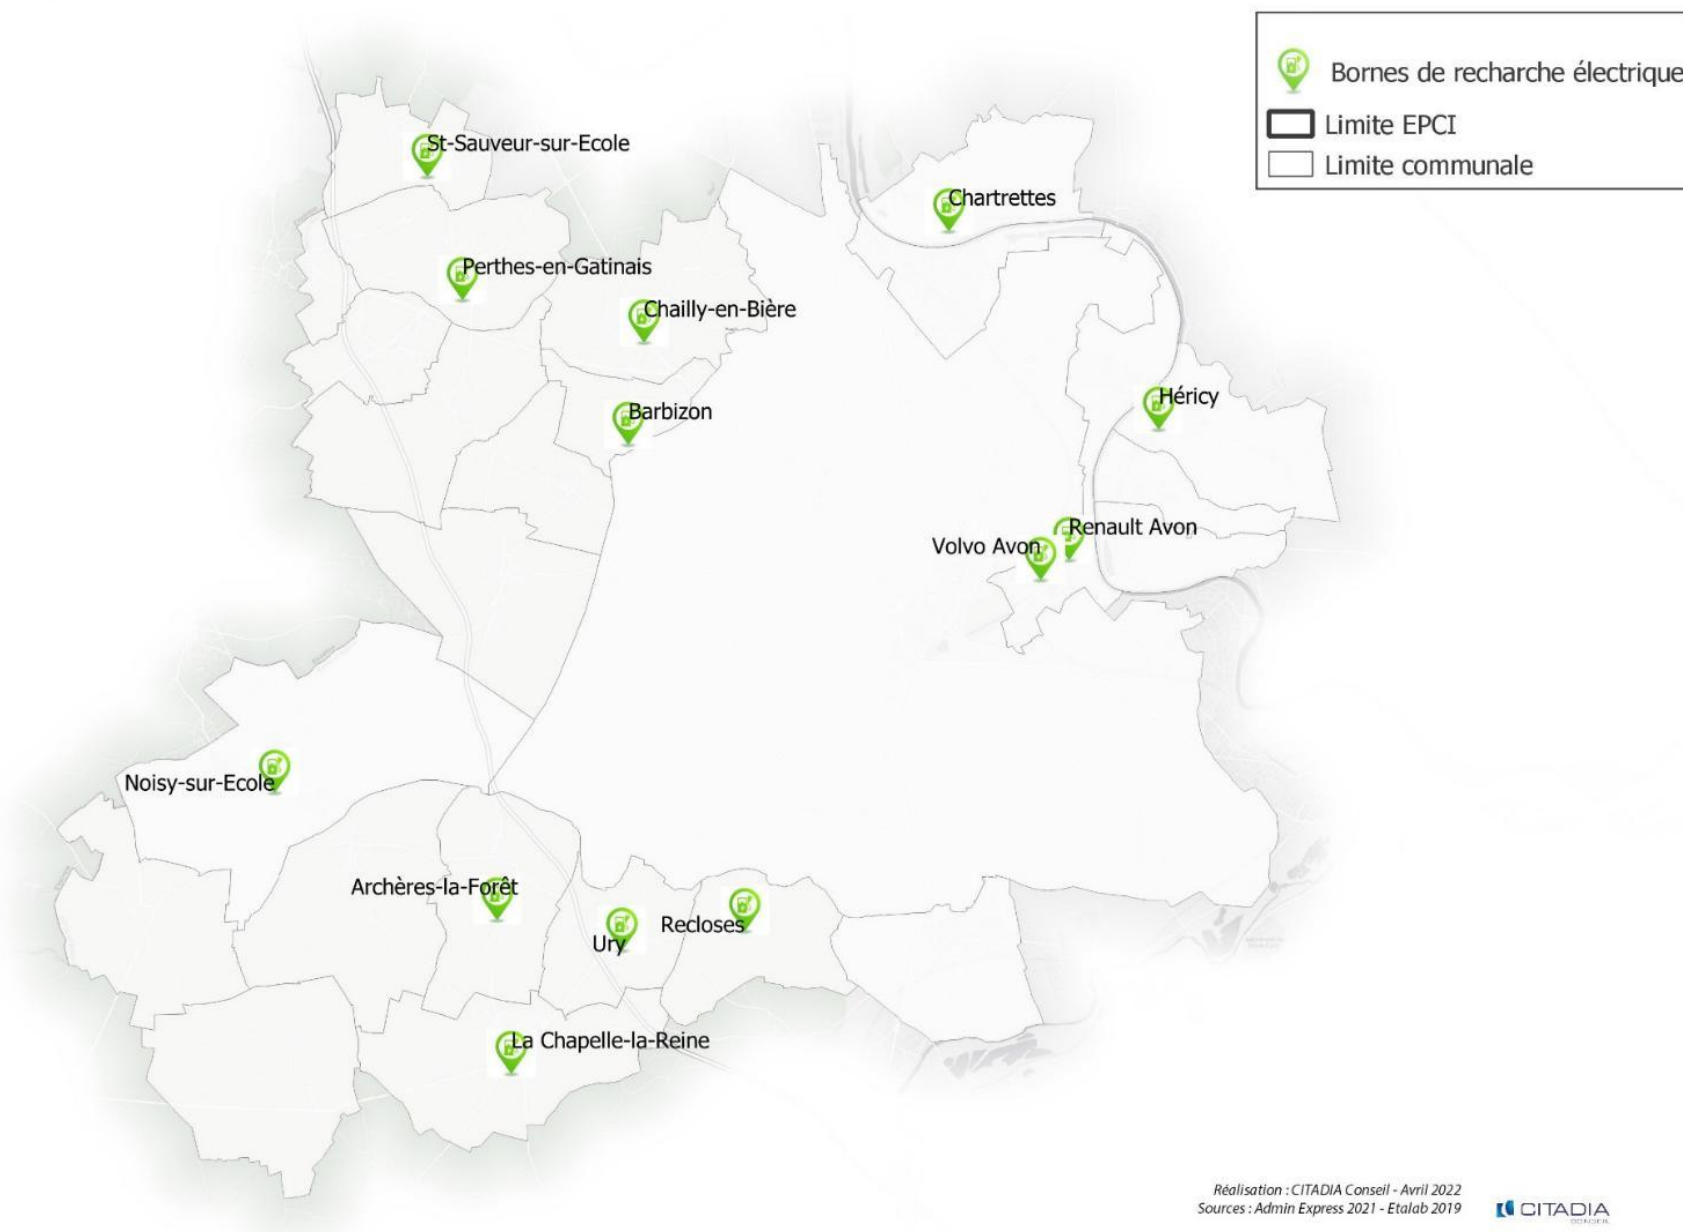 Bornes de recharche électrique
Limite EPCI
Limite communale
St-Sauveur-sur-Ecole
Chartrettes
Perthes-en-Gatinais
Chailly-en-Bière
Héricy
Barbizon
Renault Avon
Volvo Avon
Noisy-sur-Ecole
Archères-la-Forêt
Recloses
Ury
La Chapelle-la-Reine
Réalisation : CITADIA Conseil - Avril 2022
Sources : Admin Express 2021 - Etalab 2019
CITADIA
CONSEIL